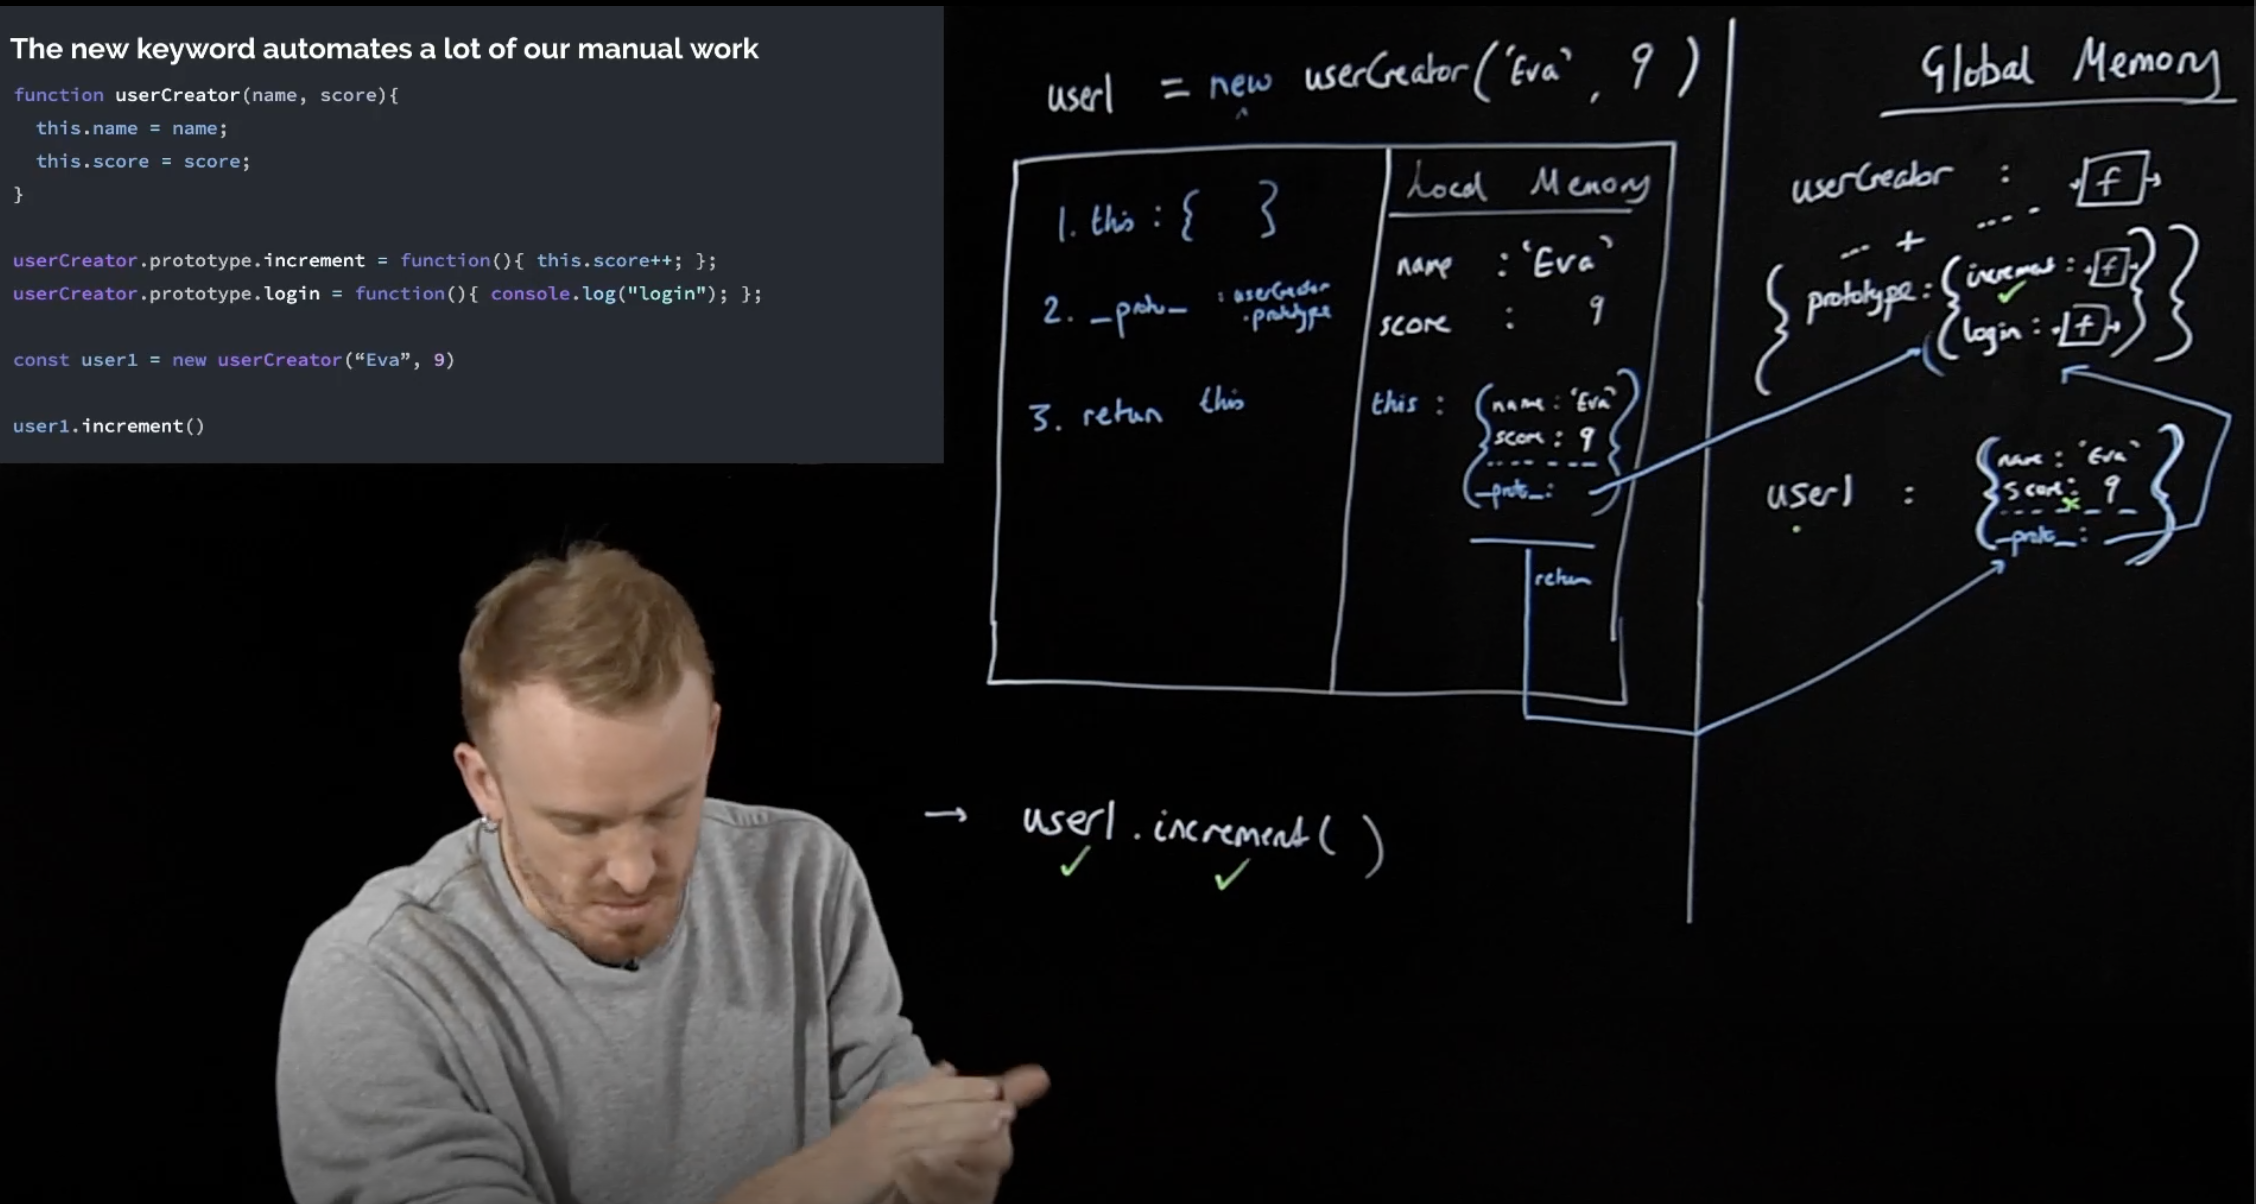 The new keyword automates a lot of our manual work
function userCreator(name, score){
this.name = name;
this.score = score;
}
userCreator.prototype.increment = function(){ this.score++; };
userCreator.prototype.login = function(){ console.log("login"); };
const user1 = new userCreator(“Eva”, 9)
user1.increment()
user1 = new userCreator('Eva', 9)
1. this : { }
2. _proto_ : userCreator
.prototype
3. return this
Local Memory
name : 'Eva'
score : 9
this : { name : 'Eva'
score : 9
_proto_ : }
return
→ user1.increment()
Global Memory
userCreator : f
+
{ prototype : { increment : f
login : f } }
user1 : { name : 'Eva'
score : 9
_proto_ : }